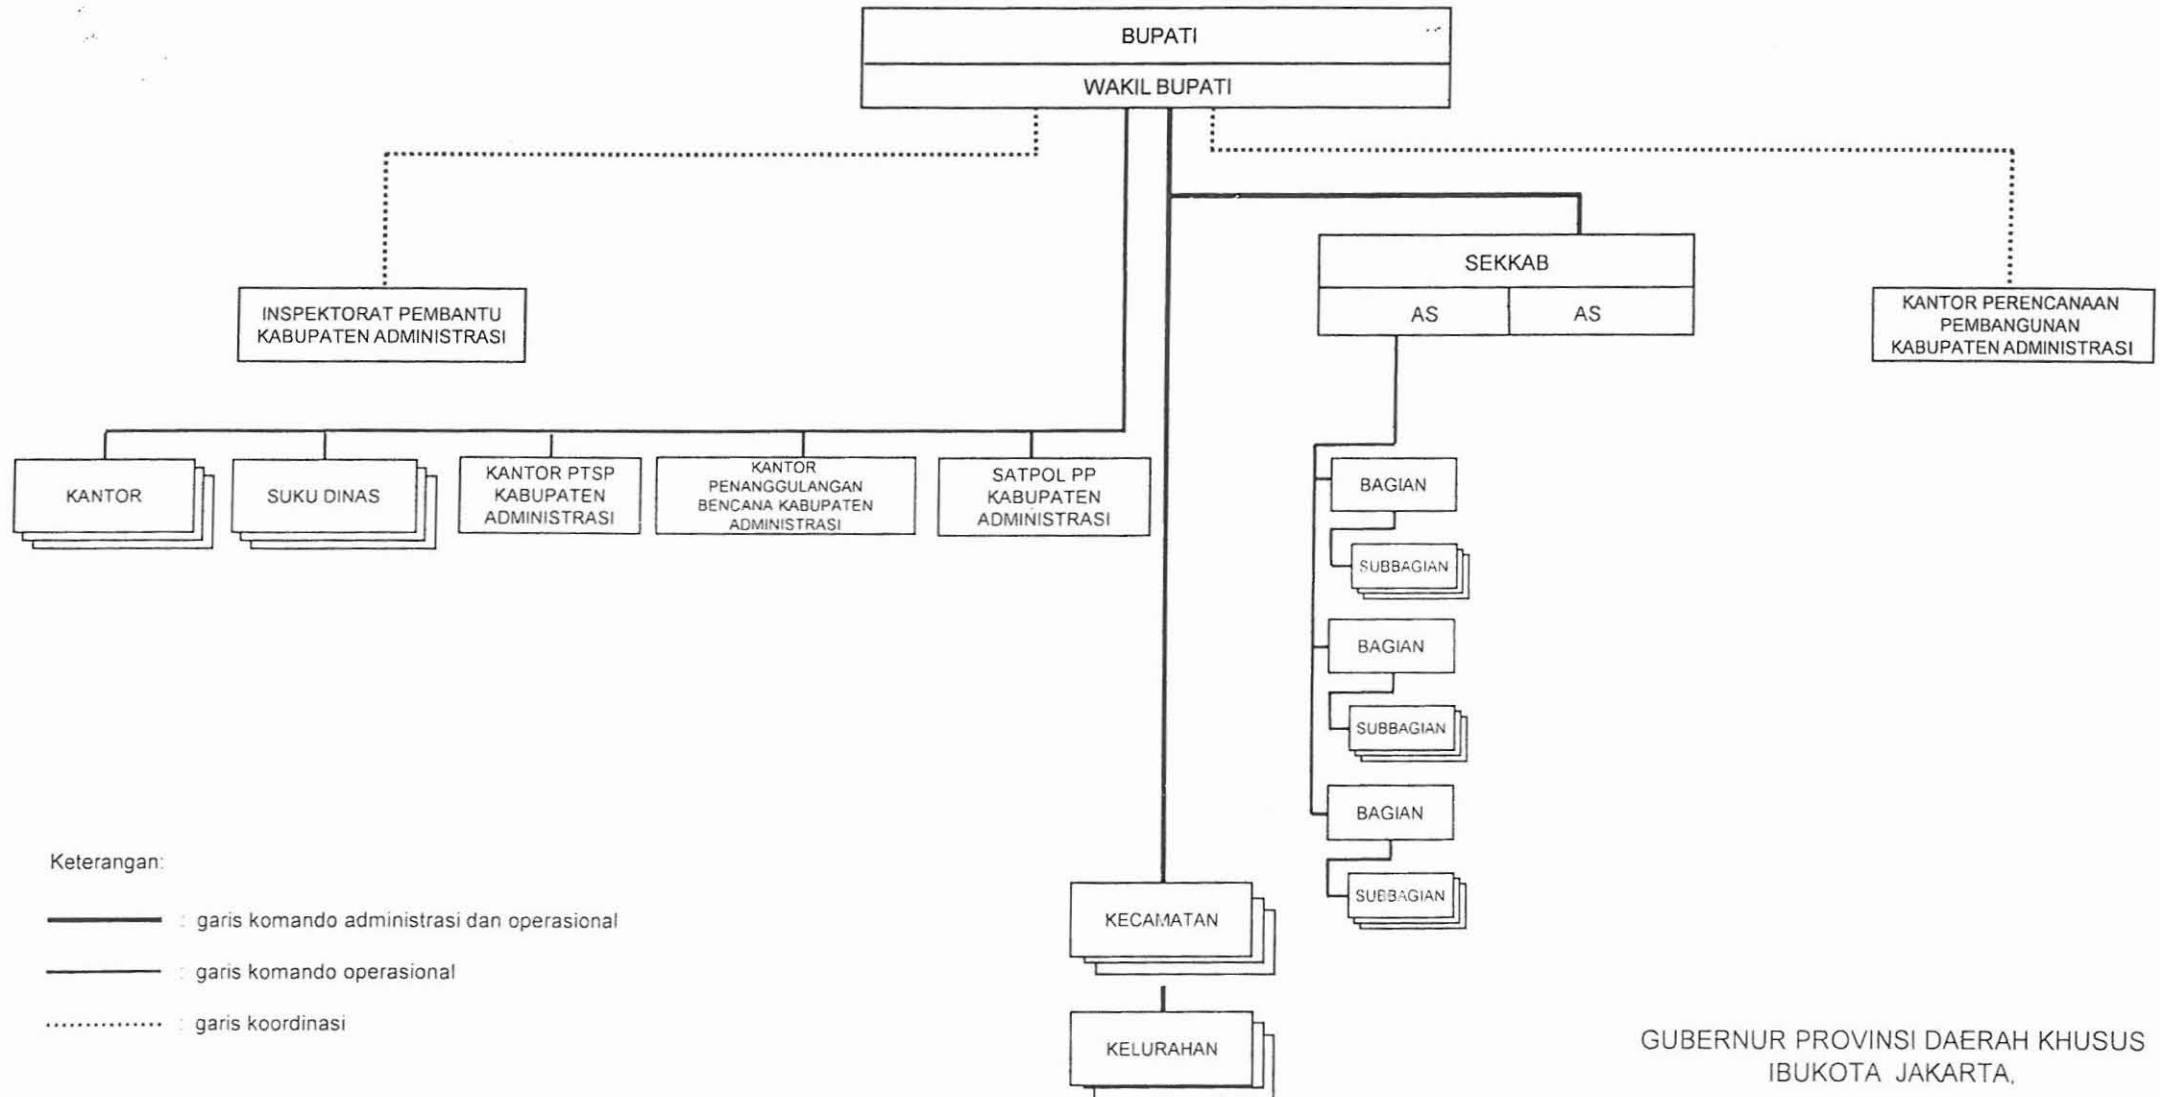 BUPATI
WAKIL BUPATI
SEKKAB
AS
AS
INSPEKTORAT PEMBANTU
KABUPATEN ADMINISTRASI
KANTOR PERENCANAAN
PEMBANGUNAN
KABUPATEN ADMINISTRASI
KANTOR
SUKU DINAS
KANTOR PTSP
KABUPATEN
ADMINISTRASI
KANTOR
PENANGGULANGAN
BENCANA KABUPATEN
ADMINISTRASI
SATPOL PP
KABUPATEN
ADMINISTRASI
BAGIAN
SUBBAGIAN
BAGIAN
SUBBAGIAN
BAGIAN
SUBBAGIAN
KECAMATAN
KELURAHAN
Keterangan:
: garis komando administrasi dan operasional
: garis komando operasional
: garis koordinasi
GUBERNUR PROVINSI DAERAH KHUSUS
IBUKOTA JAKARTA,